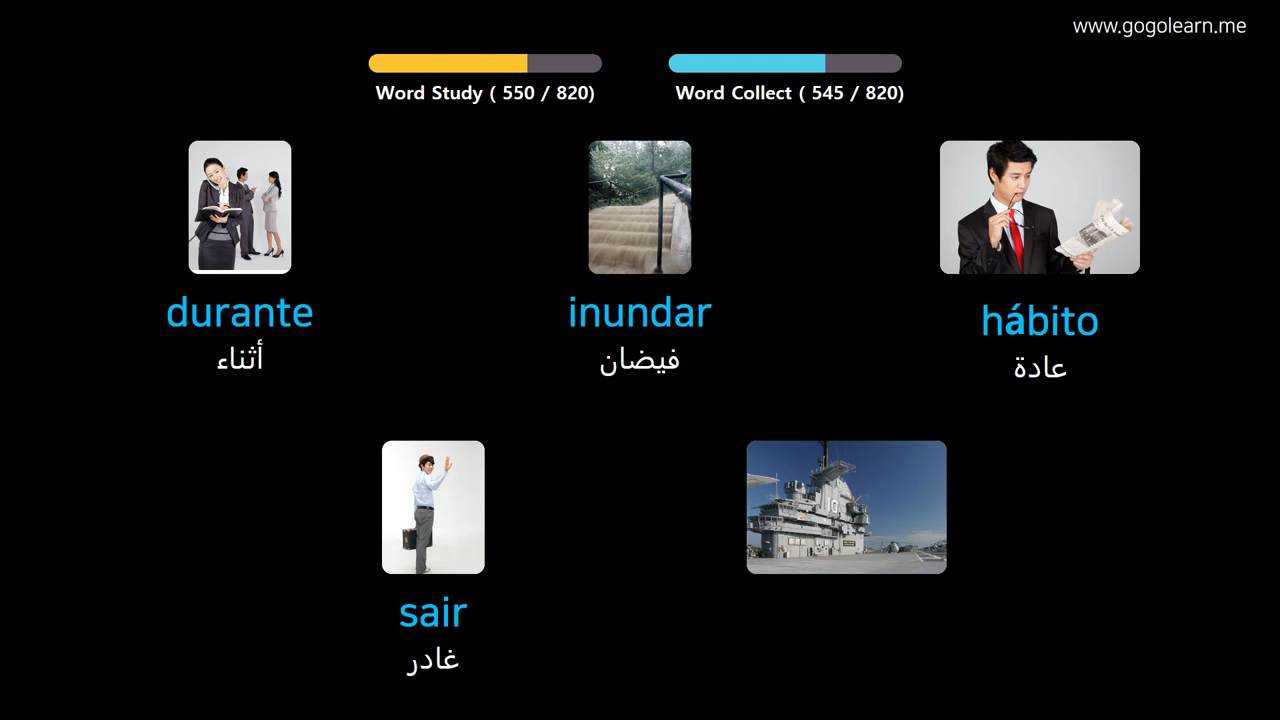 www.gogolearn.me
Word Study ( 550 / 820)
Word Collect ( 545 / 820)
durante
أثناء
inundar
فيضان
hábito
عادة
sair
غادر
10